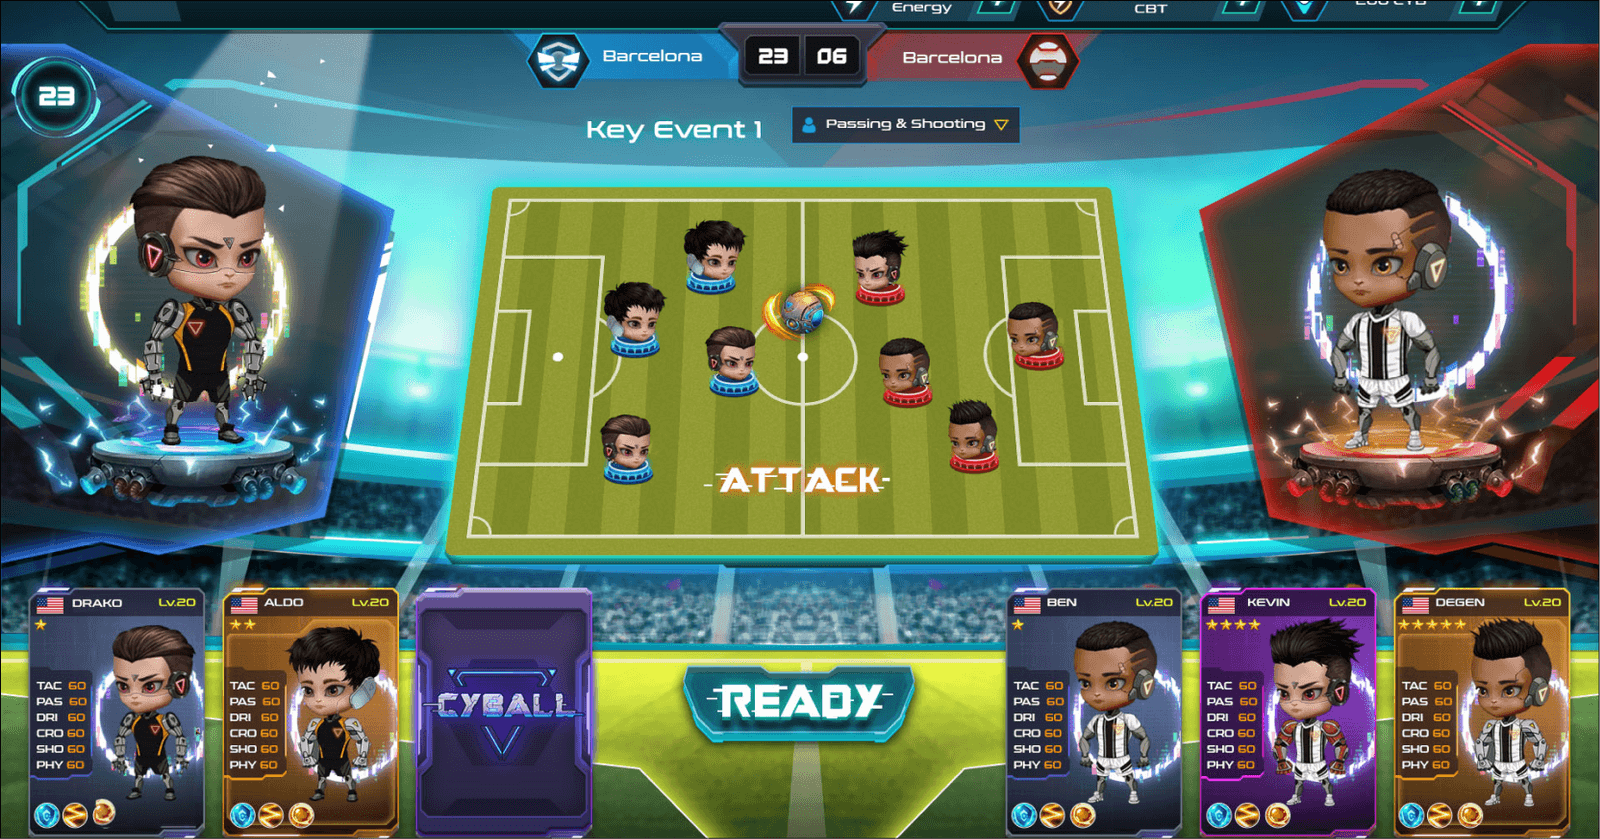 Energy
CBT
Barcelona
23 06
Barcelona
23
Key Event 1
Passing & Shooting
ATTACK
DRAKO Lv.20
TAC 60
PAS 60
DRI 60
CRO 60
SHO 60
PHY 60
ALDO Lv.20
TAC 60
PAS 60
DRI 60
CRO 60
SHO 60
PHY 60
CYBALL
READY
BEN Lv.20
TAC 60
PAS 60
DRI 60
CRO 60
SHO 60
PHY 60
KEVIN Lv.20
TAC 60
PAS 60
DRI 60
CRO 60
SHO 60
PHY 60
DEGEN Lv.20
TAC 60
PAS 60
DRI 60
CRO 60
SHO 60
PHY 60